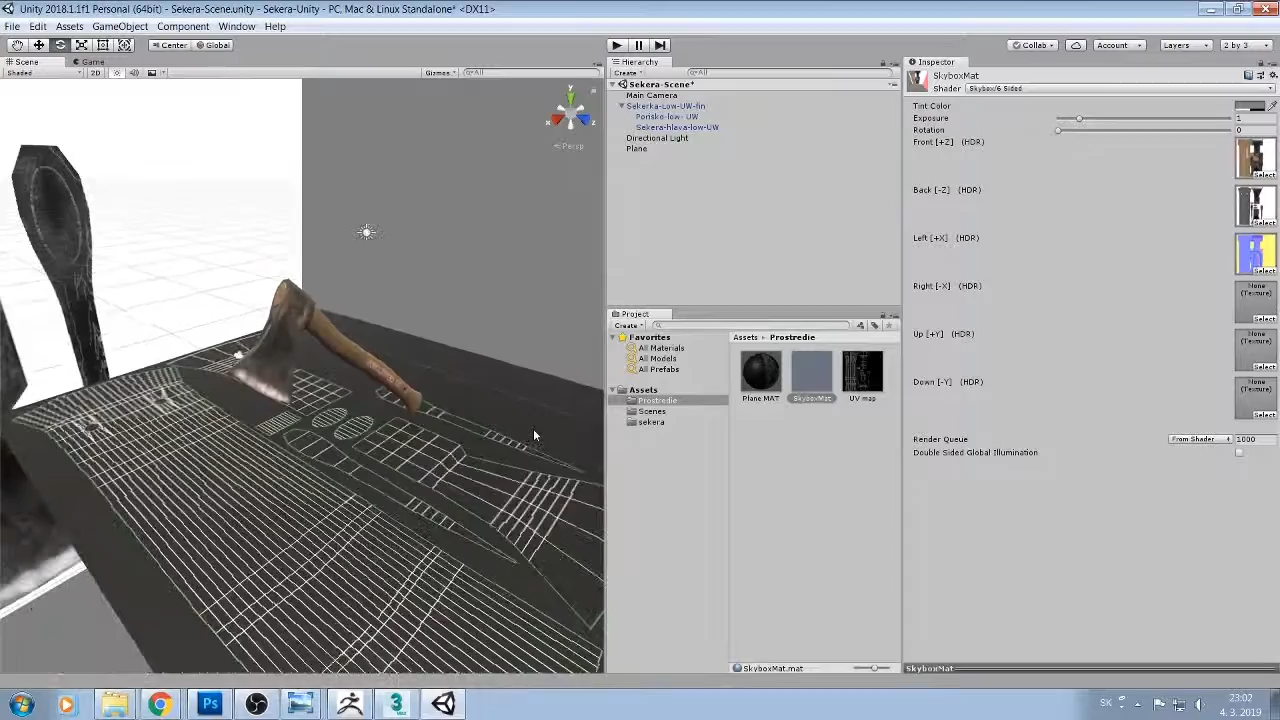 Unity 2018.1.1f1 Personal (64bit) - Sekera-Scene.unity - Sekera-Unity - PC, Mac & Linux Standalone* <DX11>
File Edit Assets GameObject Component Window Help
Center Global Collab Account Layers 2 by 3
Scene Game Hierarchy Inspector
Shaded 2D Gizmos All Create All SkyboxMat
Sekera-Scene* Shader Skybox/6 Sided
Main Camera
Sekerka-Low-UW-fin Tint Color
Porisko-low- UW Exposure 1
Sekera-hlava-low-UW Rotation 0
Directional Light Front [+Z] (HDR)
Plane
y
x z
Persp
Select
Back [-Z] (HDR)
Select
Left [+X] (HDR)
Select
Right [-X] (HDR) None (Texture)
Select
Project
Create
Up [+Y] (HDR) None (Texture)
Favorites Assets Prostredie
All Materials
All Models
All Prefabs Select
Assets Down [-Y] (HDR) None (Texture)
Prostredie Plane MAT SkyboxMat UV map
Scenes Select
sekera
Render Queue From Shader 1000
Double Sided Global Illumination
SkyboxMat.mat SkyboxMat
Ps 3 SK 23:02
4. 3. 2019